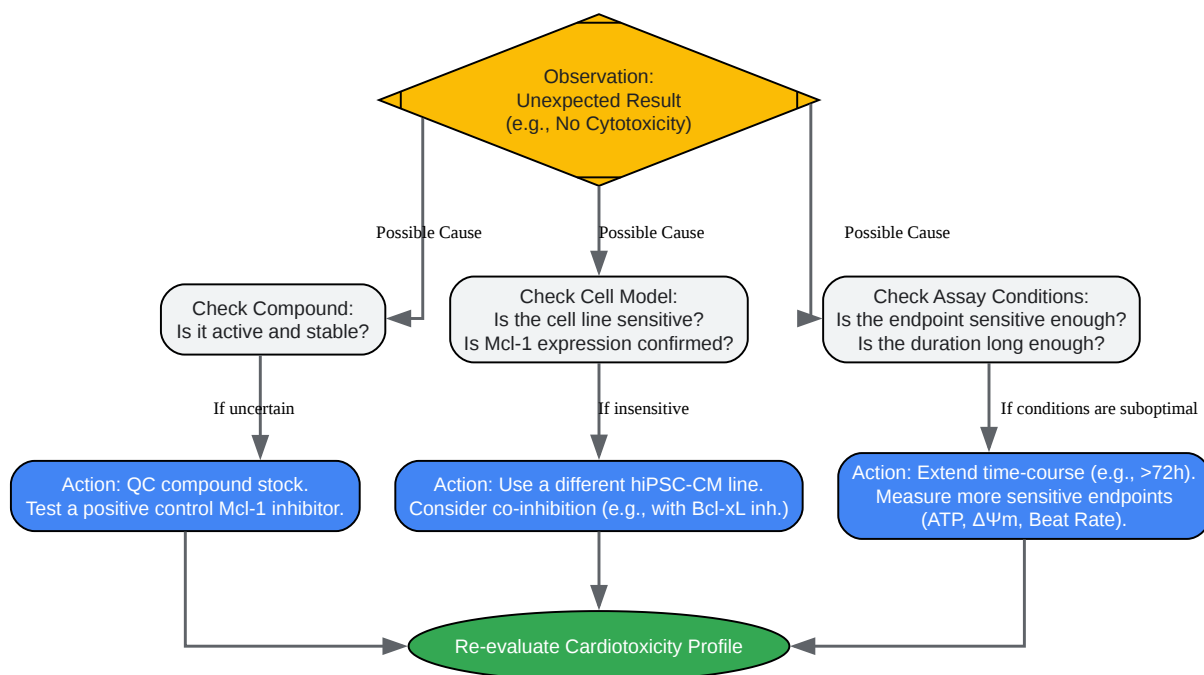 Observation:
Unexpected Result
(e.g., No Cytotoxicity)
Possible Cause
Possible Cause
Possible Cause
Check Compound:
Is it active and stable?
Check Cell Model:
Is the cell line sensitive?
Is Mcl-1 expression confirmed?
Check Assay Conditions:
Is the endpoint sensitive enough?
Is the duration long enough?
If uncertain
If insensitive
If conditions are suboptimal
Action: QC compound stock.
Test a positive control Mcl-1 inhibitor.
Action: Use a different hiPSC-CM line.
Consider co-inhibition (e.g., with Bcl-xL inh.)
Action: Extend time-course (e.g., >72h).
Measure more sensitive endpoints
(ATP, ΔΨm, Beat Rate).
Re-evaluate Cardiotoxicity Profile